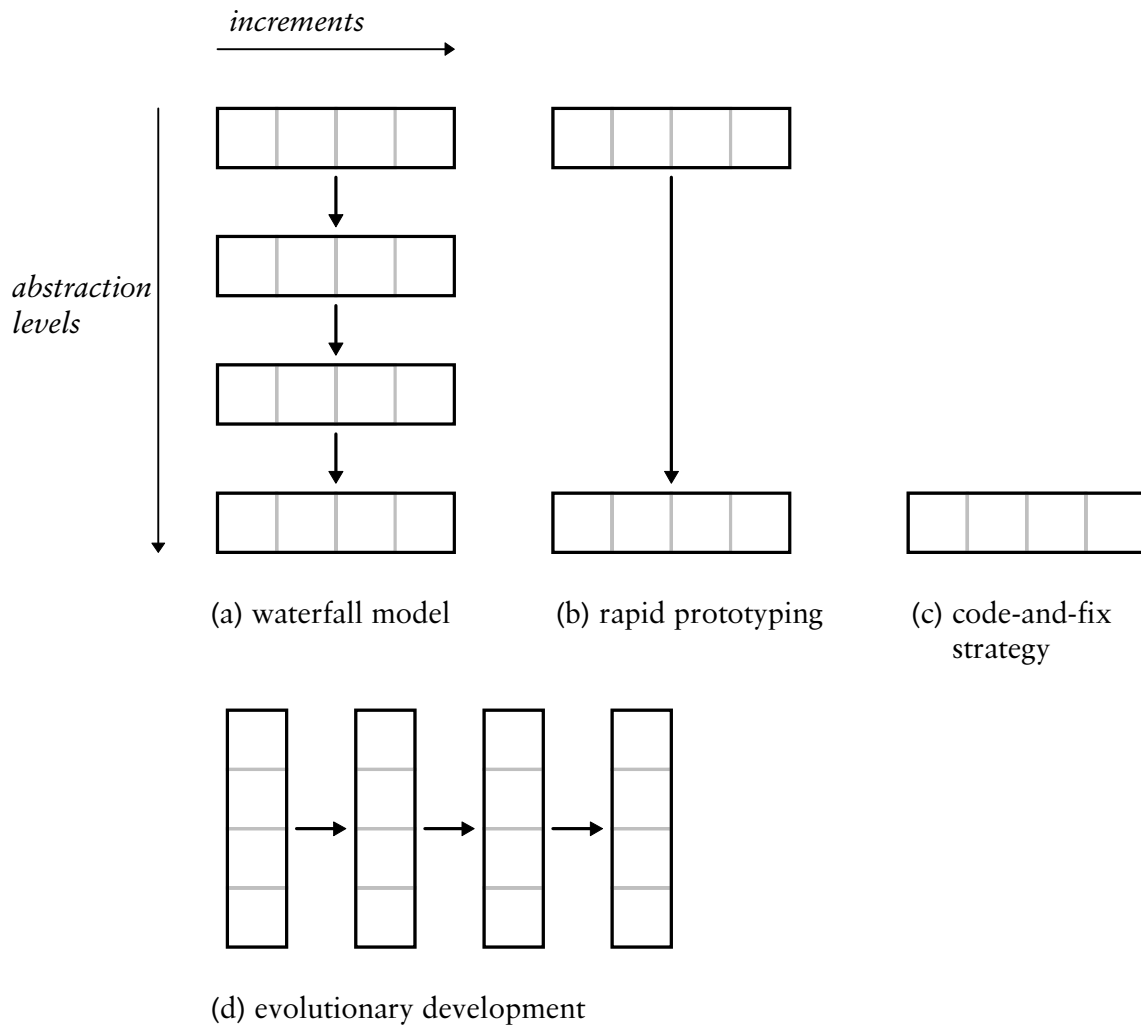 increments
abstraction
levels
(a) waterfall model
(b) rapid prototyping
(c) code-and-fix
strategy
(d) evolutionary development